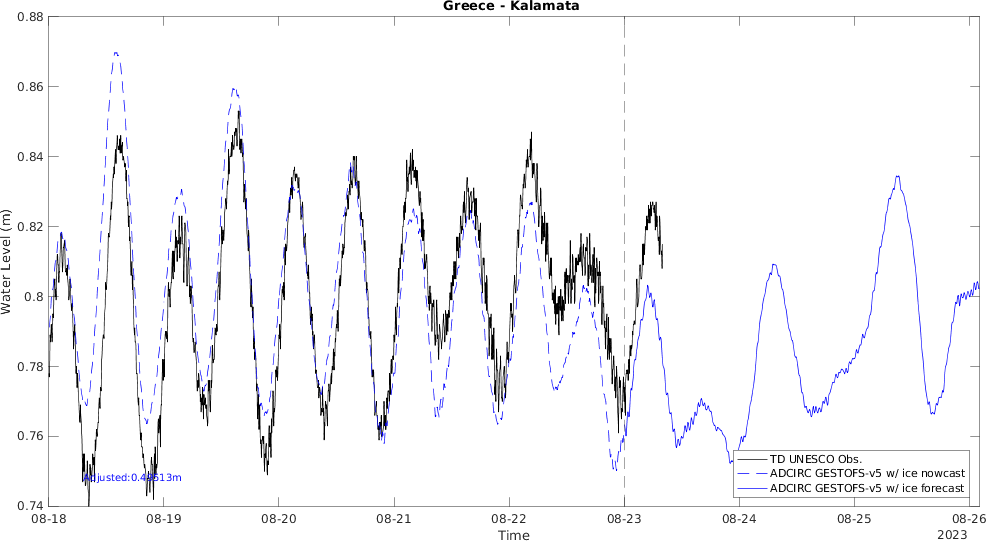 Greece - Kalamata
0.88
0.86
0.84
0.82
0.8
0.78
0.76
0.74
Water Level (m)
TD UNESCO Obs.
ADCIRC GESTOFS-v5 w/ ice nowcast
ADCIRC GESTOFS-v5 w/ ice forecast
08-18 08-19 08-20 08-21 08-22 08-23 08-24 08-25 08-26
Time
2023